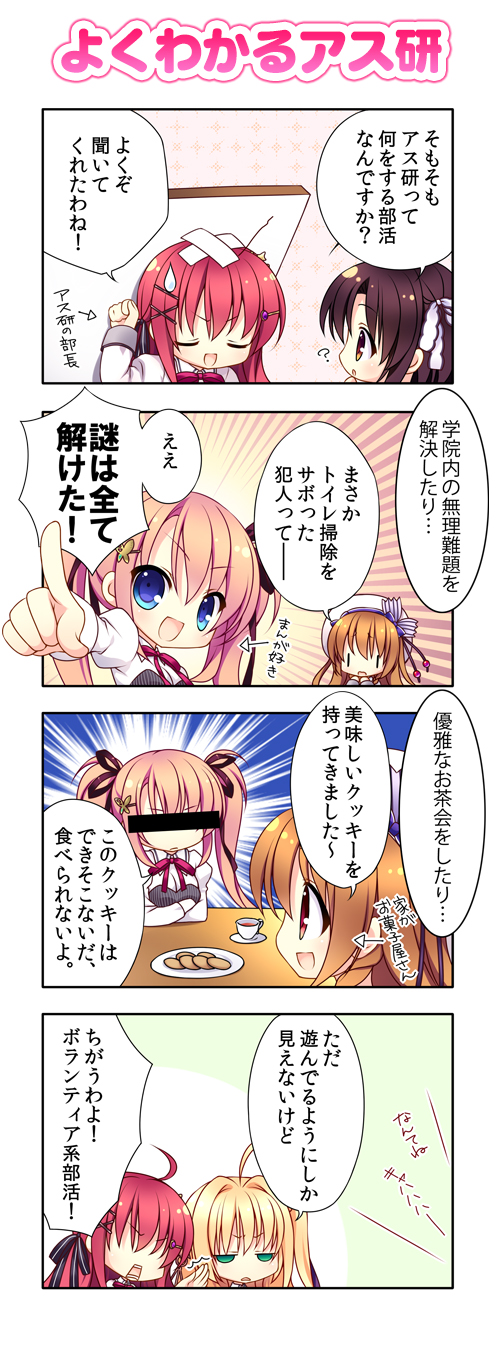 よくわかるアス研
そもそも
アス研って
何をする部活
なんですか？
よくぞ
聞いて
くれたわね！
アス研の部長
?
学院内の無理難題を
解決したり…
まさか
トイレ掃除を
サボった
犯人って―
ええ
謎は全て
解けた！
まんが好き
優雅なお茶会をしたり…
美味しいクッキーを
持ってきました～
家が
お菓子屋さん
このクッキーは
できそこないだ、
食べられないよ。
なんてね
キャハハハー
ただ
遊んでるようにしか
見えないけど
ちがうわよ！
ボランティア系部活！